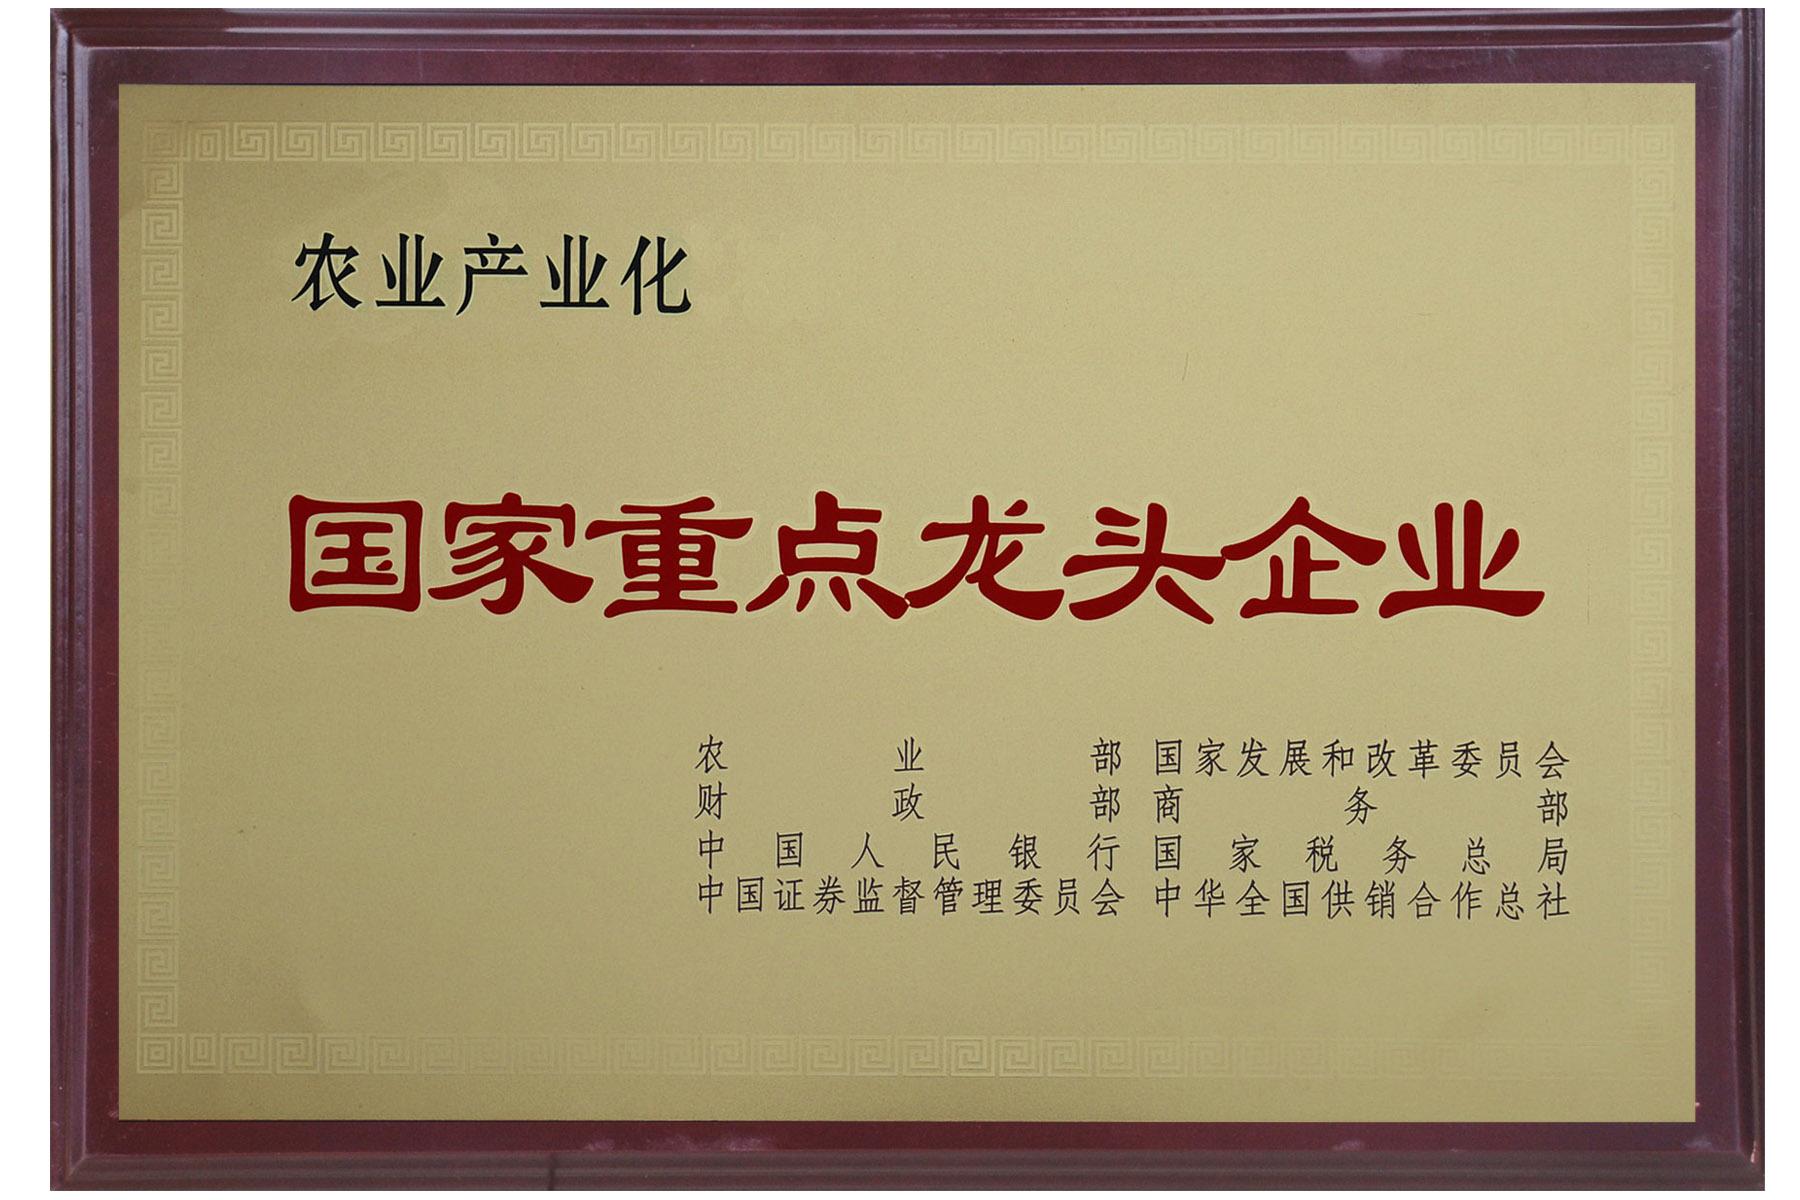 农业产业化
国家重点龙头企业
农业部 国家发展和改革委员会
财政部 商务部
中国人民银行 国家税务总局
中国证券监督管理委员会 中华全国供销合作总社